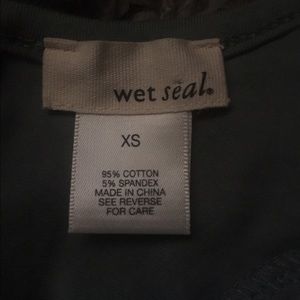 wet seal®
XS
95% COTTON
5% SPANDEX
MADE IN CHINA
SEE REVERSE
FOR CARE